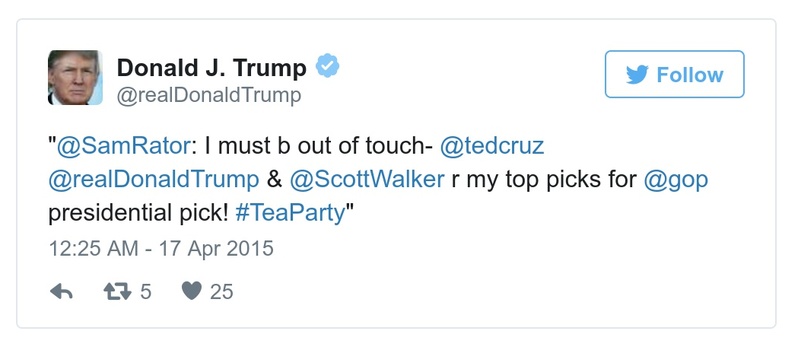 Donald J. Trump
@realDonaldTrump
Follow
"@SamRator: I must b out of touch- @tedcruz
@realDonaldTrump & @ScottWalker r my top picks for @gop
presidential pick! #TeaParty"
12:25 AM - 17 Apr 2015
5 25